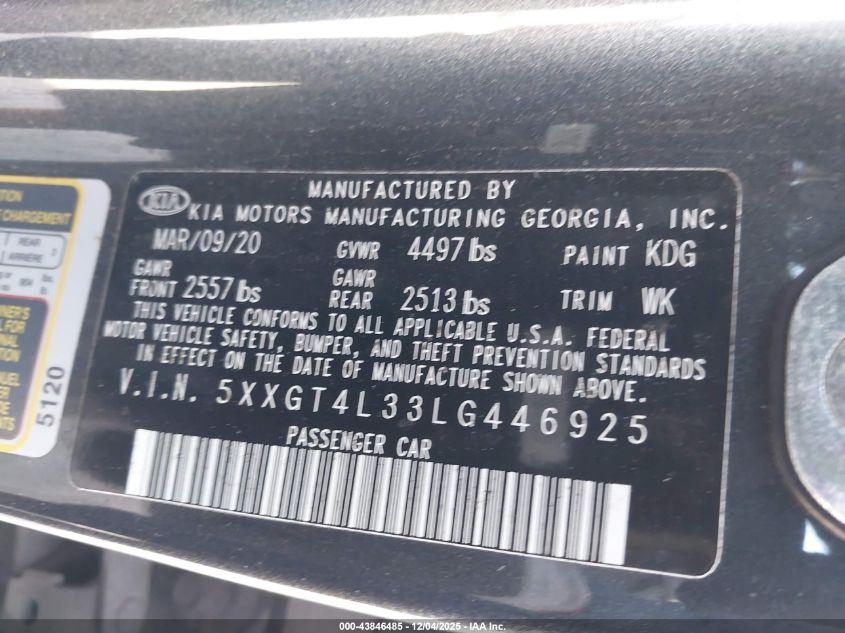 MANUFACTURED BY
KIA KIA MOTORS MANUFACTURING GEORGIA, INC.
MAR/09/20 GVWR 4497 lbs PAINT KDG
GAWR FRONT 2557 lbs GAWR REAR 2513 lbs TRIM WK
THIS VEHICLE CONFORMS TO ALL APPLICABLE U.S.A. FEDERAL
MOTOR VEHICLE SAFETY, BUMPER, AND THEFT PREVENTION STANDARDS
IN EFFECT ON THE DATE OF MANUFACTURE SHOWN ABOVE.
V.I.N. 5XXGT4L33LG446925
PASSENGER CAR
CHARGEMENT
REAR
ARRIÈRE
5120
000-43846485 - 12/04/2025 - IAA Inc.